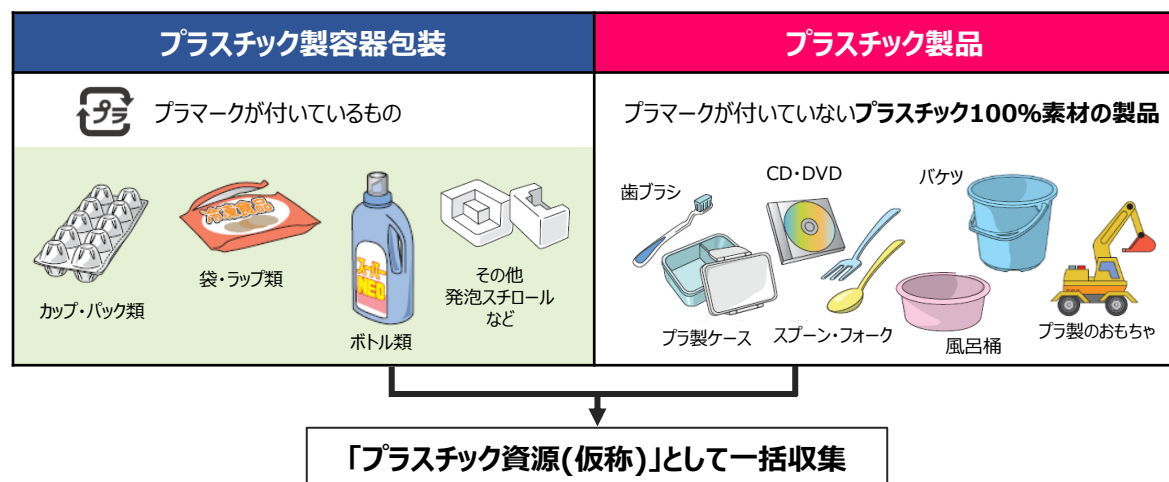 プラスチック製容器包装
プラスチック製品
プラ
プラマークが付いているもの
プラマークが付いていないプラスチック100%素材の製品
冷凍食品
カップ・パック類
袋・ラップ類
スーパー
NEO
ボトル類
その他
発泡スチロール
など
歯ブラシ
CD・DVD
バケツ
プラ製ケース
スプーン・フォーク
風呂桶
プラ製のおもちゃ
「プラスチック資源(仮称)」として一括収集